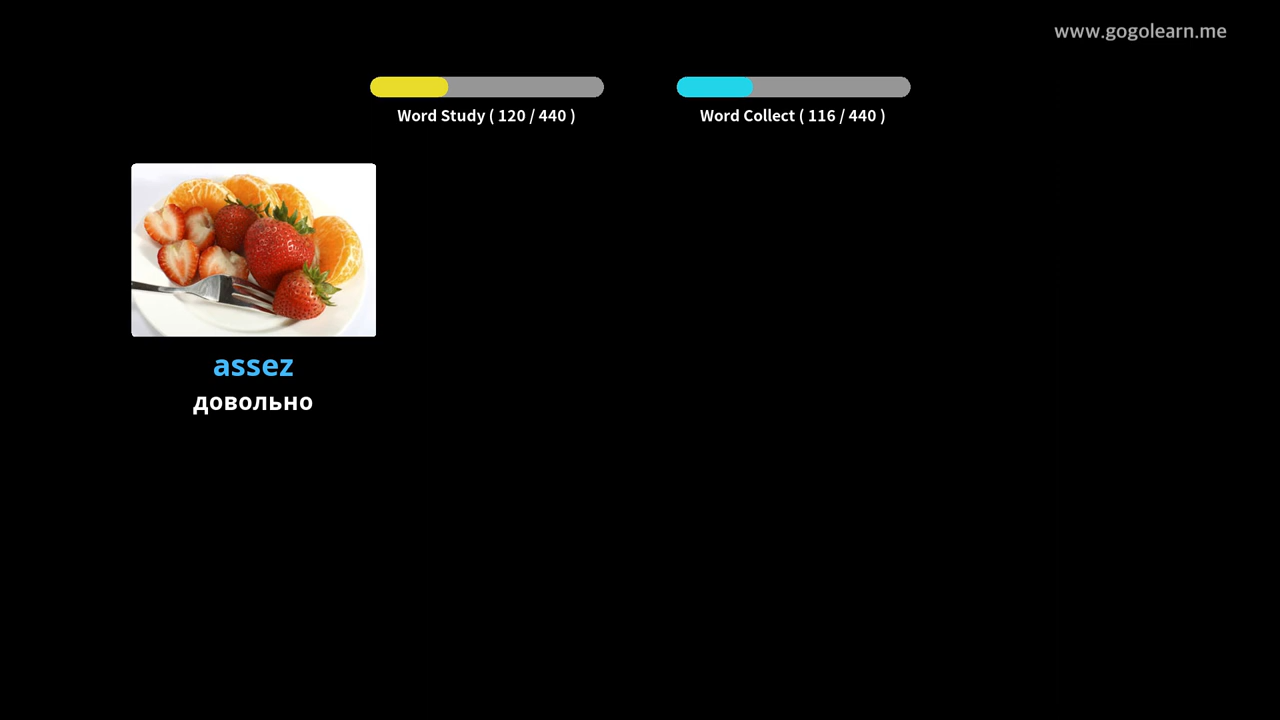 www.gogolearn.me
Word Study ( 120 / 440 )
Word Collect ( 116 / 440 )
assez
довольно